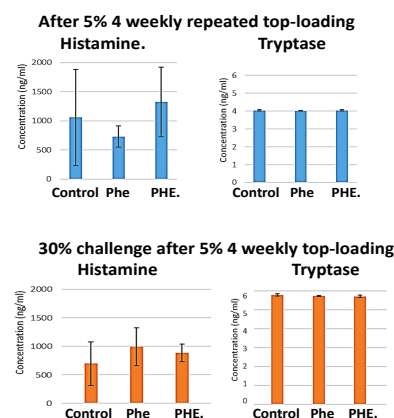 After 5% 4 weekly repeated top-loading
Histamine. Tryptase
Concentration (ng/ml)
2000
1500
1000
500
0
Control Phe PHE.
Concentration (ng/ml)
6
5
4
3
2
1
0
Control Phe PHE.
30% challenge after 5% 4 weekly top-loading
Histamine Tryptase
Concentration (ng/ml)
2000
1500
1000
500
0
Control Phe PHE.
Concentration (ng/ml)
6
5
4
3
2
1
0
Control Phe PHE.